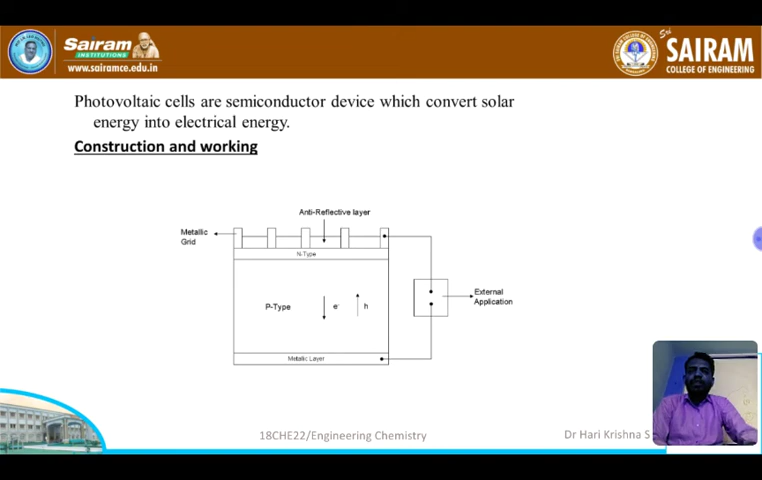 Sairam
INSTITUTIONS
www.sairamce.edu.in
Sri
SAIRAM
COLLEGE OF ENGINEERING
Photovoltaic cells are semiconductor device which convert solar
energy into electrical energy.
Construction and working
Anti-Reflective layer
Metallic
Grid
N-Type
P-Type
e-
h
External
Application
Metallic Layer
18CHE22/Engineering Chemistry
Dr Hari Krishna S